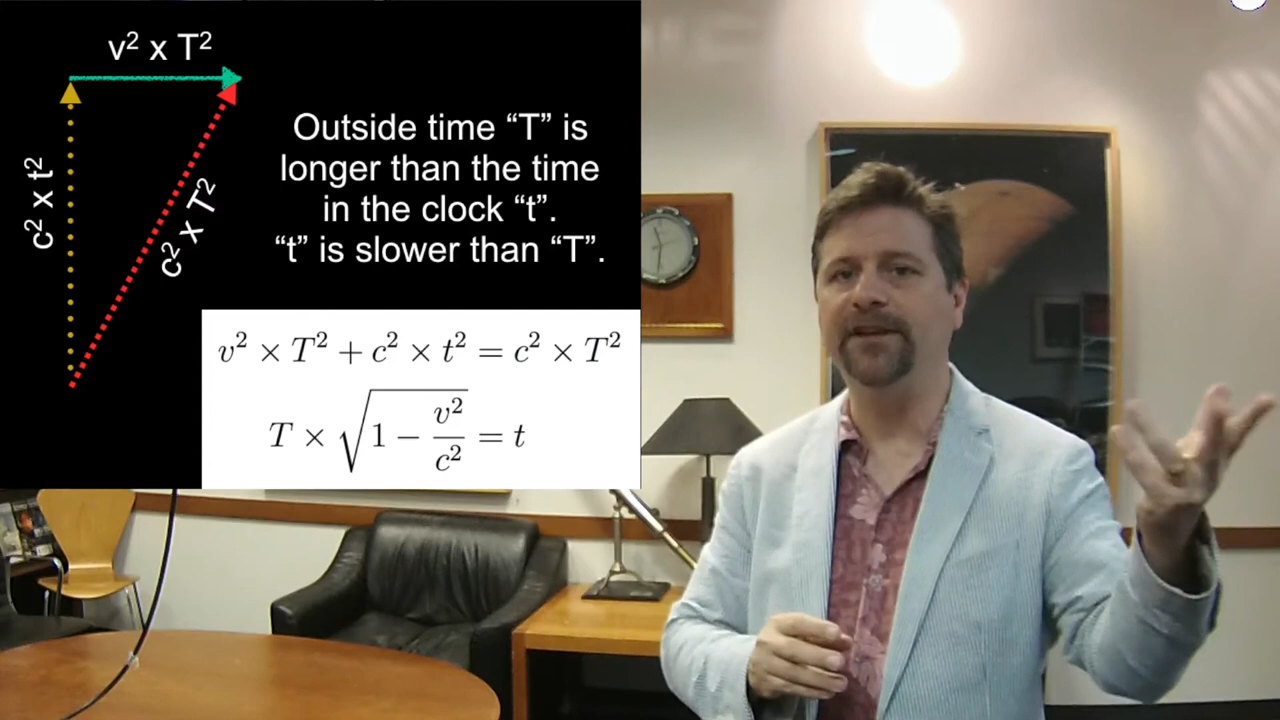 v² x T²
c² x t²
c² x T²
Outside time “T” is
longer than the time
in the clock “t”.
“t” is slower than “T”.
v² × T² + c² × t² = c² × T²
T × √(1 − v²/c²) = t